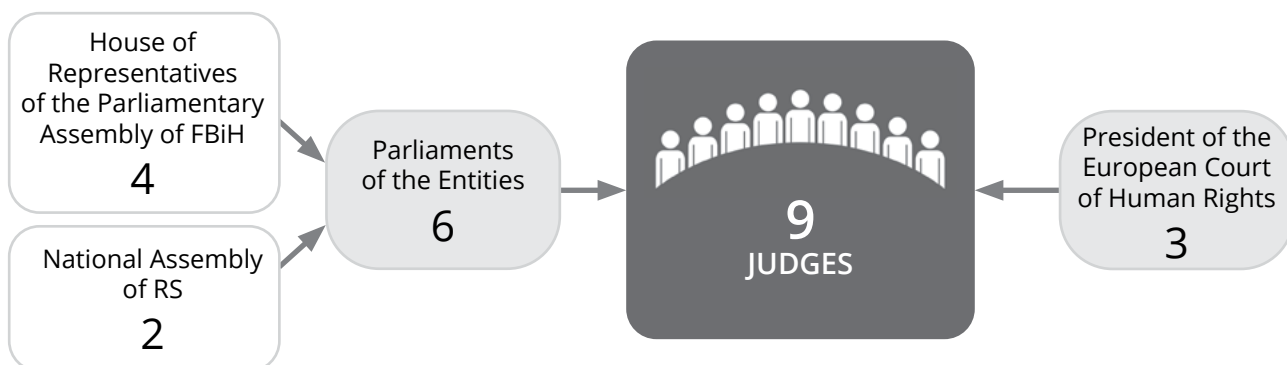 House of
Representatives
of the Parliamentary
Assembly of FBiH
4
National Assembly
of RS
2
Parliaments
of the Entities
6
9
JUDGES
President of the
European Court
of Human Rights
3